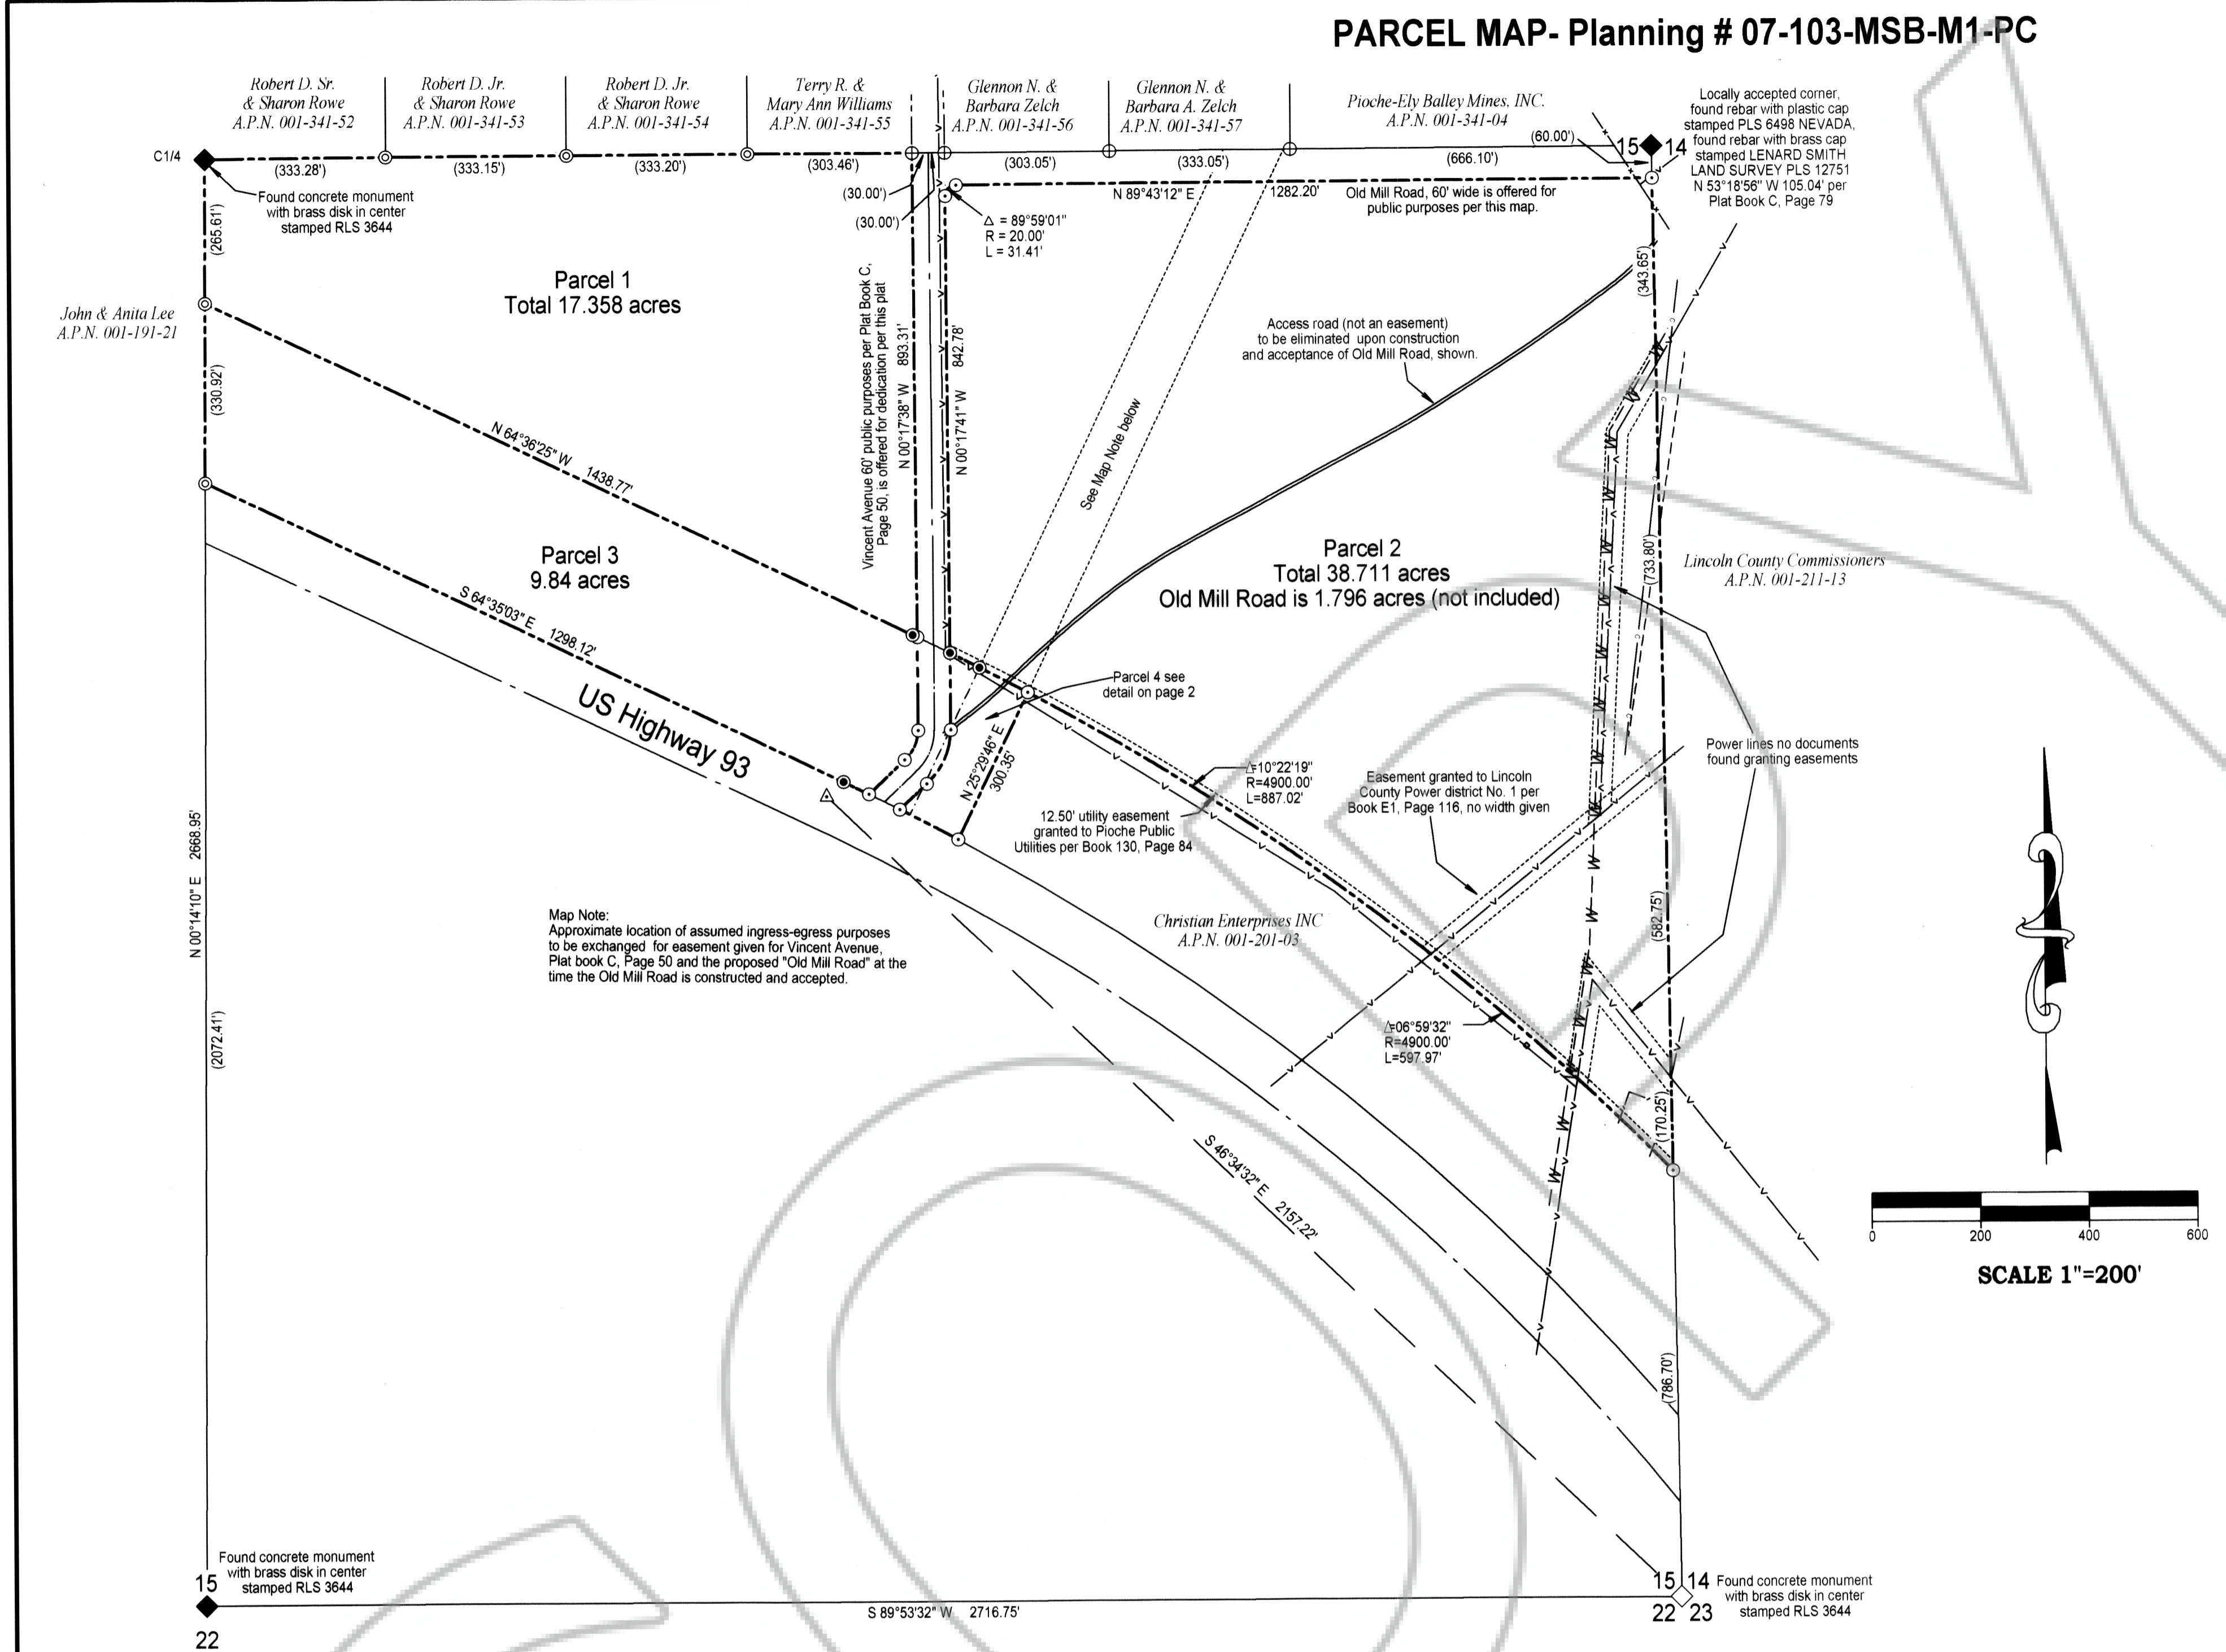 PARCEL MAP- Planning # 07-103-MSB-M1-PC
Robert D. Sr.
& Sharon Rowe
A.P.N. 001-341-52
Robert D. Jr.
& Sharon Rowe
A.P.N. 001-341-53
Robert D. Jr.
& Sharon Rowe
A.P.N. 001-341-54
Terry R. &
Mary Ann Williams
A.P.N. 001-341-55
Glennon N. &
Barbara Zelch
A.P.N. 001-341-56
Glennon N. &
Barbara A. Zelch
A.P.N. 001-341-57
Pioche-Ely Balley Mines, INC.
A.P.N. 001-341-04
Locally accepted corner,
found rebar with plastic cap
stamped PLS 6498 NEVADA,
found rebar with brass cap
stamped LENARD SMITH
LAND SURVEY PLS 12751
N 53°18'56" W 105.04' per
Plat Book C, Page 79
(60.00')
15
14
C1/4
(333.28')
(333.15')
(333.20')
(303.46')
(303.05')
(333.05')
(666.10')
Found concrete monument
with brass disk in center
stamped RLS 3644
(30.00')
(30.00')
N 89°43'12" E
1282.20'
Old Mill Road, 60' wide is offered for
public purposes per this map.
Δ = 89°59'01"
R = 20.00'
L = 31.41'
(265.61')
(343.65')
Parcel 1
Total 17.358 acres
John & Anita Lee
A.P.N. 001-191-21
(330.92')
Vincent Avenue 60' public purposes per Plat Book C,
Page 50, is offered for dedication per this plat
N 00°17'38" W 893.31'
N 00°17'41" W 842.78'
Access road (not an easement)
to be eliminated upon construction
and acceptance of Old Mill Road, shown.
See Map Note below
N 64°36'25" W 1438.77'
Parcel 3
9.84 acres
Parcel 2
Total 38.711 acres
Old Mill Road is 1.796 acres (not included)
(733.80')
Lincoln County Commissioners
A.P.N. 001-211-13
S 64°35'03" E 1298.12'
US Highway 93
Parcel 4 see
detail on page 2
N 25°29'46" E
300.35'
Δ=10°22'19"
R=4900.00'
L=887.02'
Easement granted to Lincoln
County Power district No. 1 per
Book E1, Page 116, no width given
Power lines no documents
found granting easements
12.50' utility easement
granted to Pioche Public
Utilities per Book 130, Page 84
N 00°14'10" E 2668.95'
(582.75')
Map Note:
Approximate location of assumed ingress-egress purposes
to be exchanged for easement given for Vincent Avenue,
Plat book C, Page 50 and the proposed "Old Mill Road" at the
time the Old Mill Road is constructed and accepted.
Christian Enterprises INC
A.P.N. 001-201-03
(2072.41')
Δ=06°59'32"
R=4900.00'
L=597.97'
(170.25')
S 46°34'32" E 2157.22'
0 200 400 600
SCALE 1"=200'
(786.70')
Found concrete monument
with brass disk in center
stamped RLS 3644
15
22
S 89°53'32" W 2716.75'
15 14
22 23
Found concrete monument
with brass disk in center
stamped RLS 3644
COPY